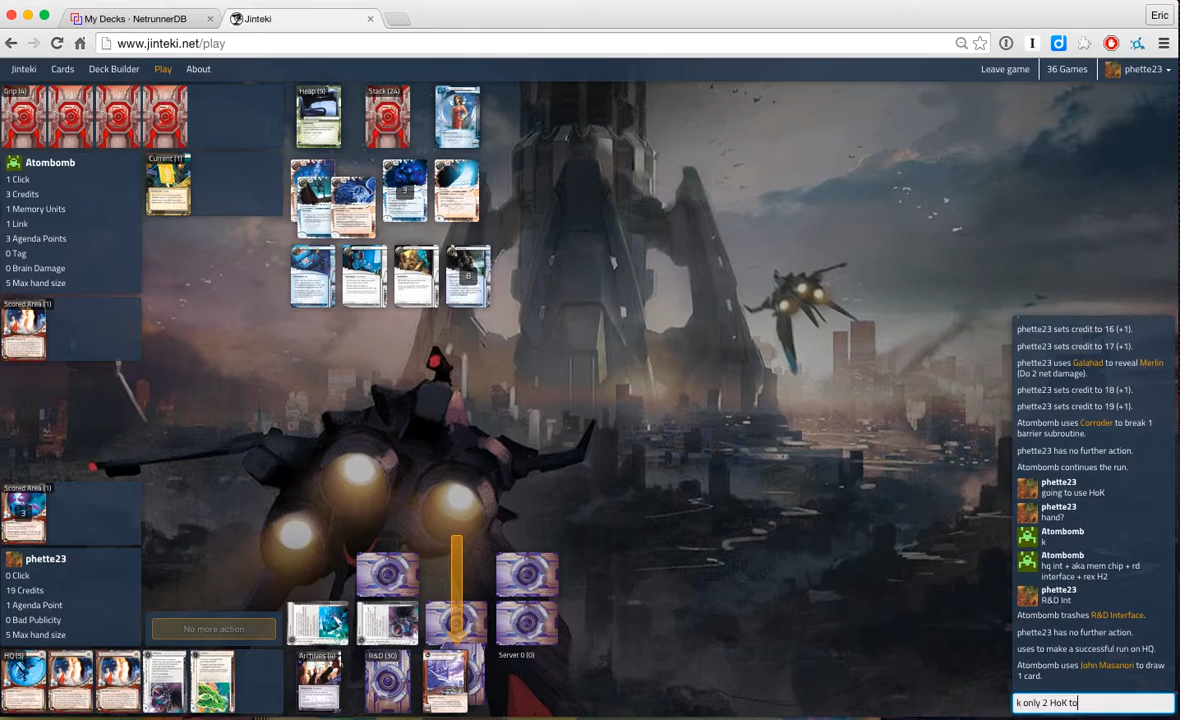 My Decks · NetrunnerDB
Jinteki
Eric
www.jinteki.net/play
Jinteki
Cards
Deck Builder
Play
About
Leave game
36 Games
phette23
Grip (4)
Heap (9)
Stack (24)
Atombomb
1 Click
3 Credits
1 Memory Units
1 Link
3 Agenda Points
0 Tag
0 Brain Damage
5 Max hand size
Current (1)
3
8
Scored Area (1)
Scored Area (1)
3
phette23
0 Click
19 Credits
1 Agenda Point
0 Bad Publicity
5 Max hand size
No more action
HQ (5)
Archives (4)
R&D (30)
Server 0 (0)
phette23 sets credit to 16 (+1).
phette23 sets credit to 17 (+1).
phette23 uses Galahad to reveal Merlin
(Do 2 net damage).
phette23 sets credit to 18 (+1).
phette23 sets credit to 19 (+1).
Atombomb uses Corroder to break 1
barrier subroutine.
phette23 has no further action.
Atombomb continues the run.
phette23
going to use HoK
phette23
hand?
Atombomb
k
Atombomb
hq int + aka mem chip + rd
interface + rex H2
phette23
R&D Int
Atombomb trashes R&D Interface.
phette23 has no further action.
uses to make a successful run on HQ.
Atombomb uses John Masanori to draw
1 card.
k only 2 HoK to